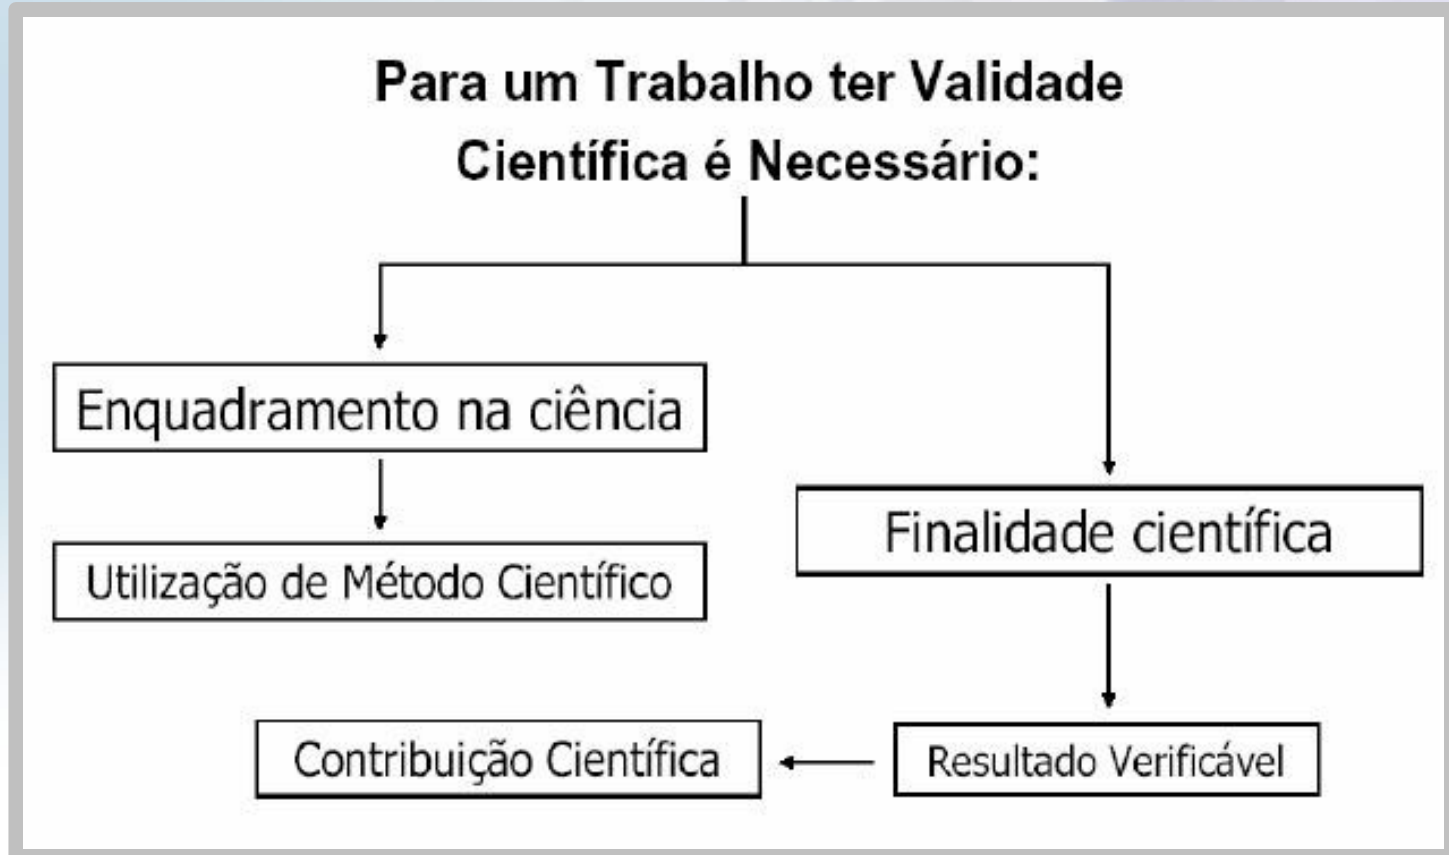 Para um Trabalho ter Validade
Científica é Necessário:
Enquadramento na ciência
Utilização de Método Científico
Finalidade científica
Resultado Verificável
Contribuição Científica